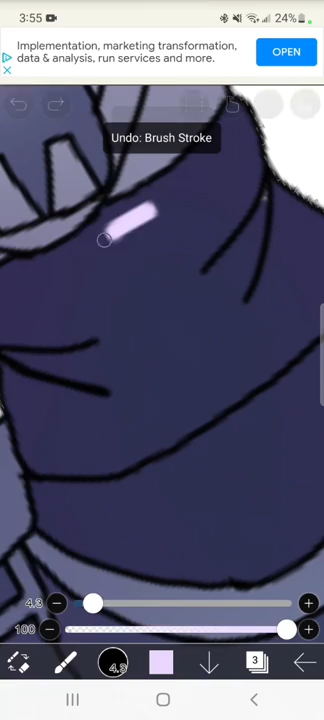 3:55
24%
Implementation, marketing transformation,
data & analysis, run services and more.
OPEN
Undo: Brush Stroke
4.3
100
4.3
3